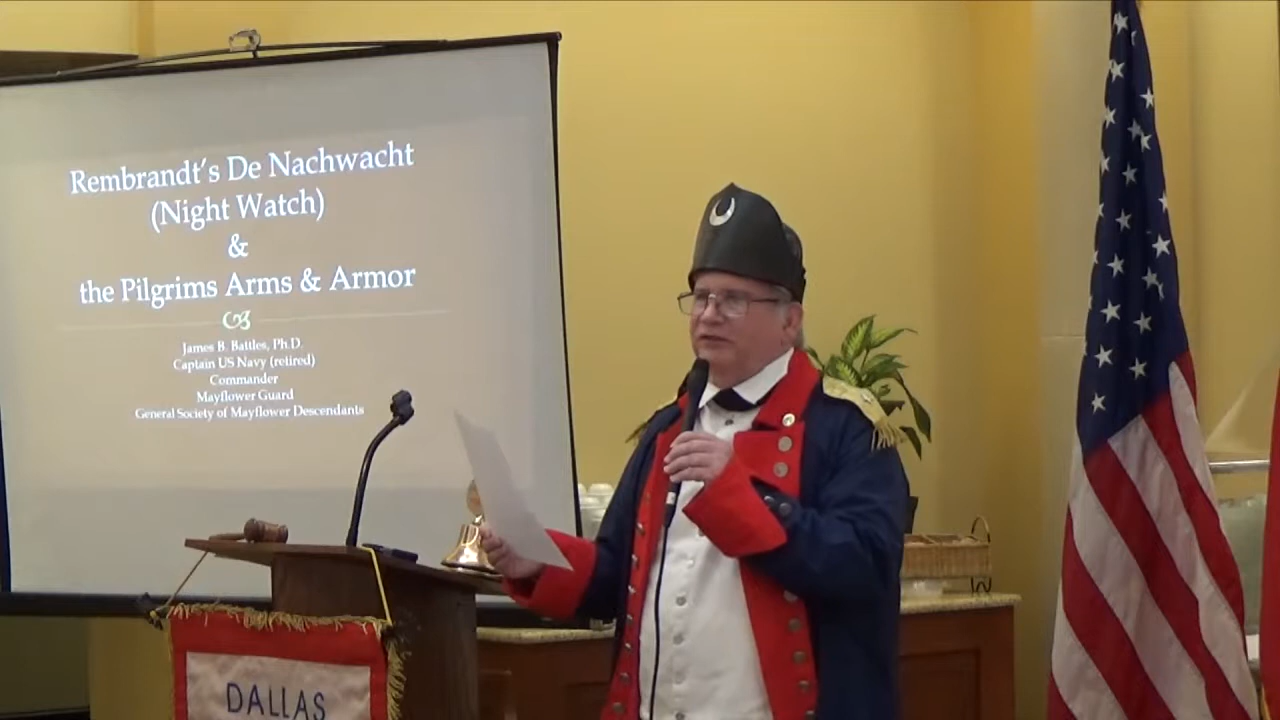 Rembrandt's De Nachwacht
(Night Watch)
&
the Pilgrims Arms & Armor
James B. Battles, Ph.D.
Captain US Navy (retired)
Commander
Mayflower Guard
General Society of Mayflower Descendants
DALLAS